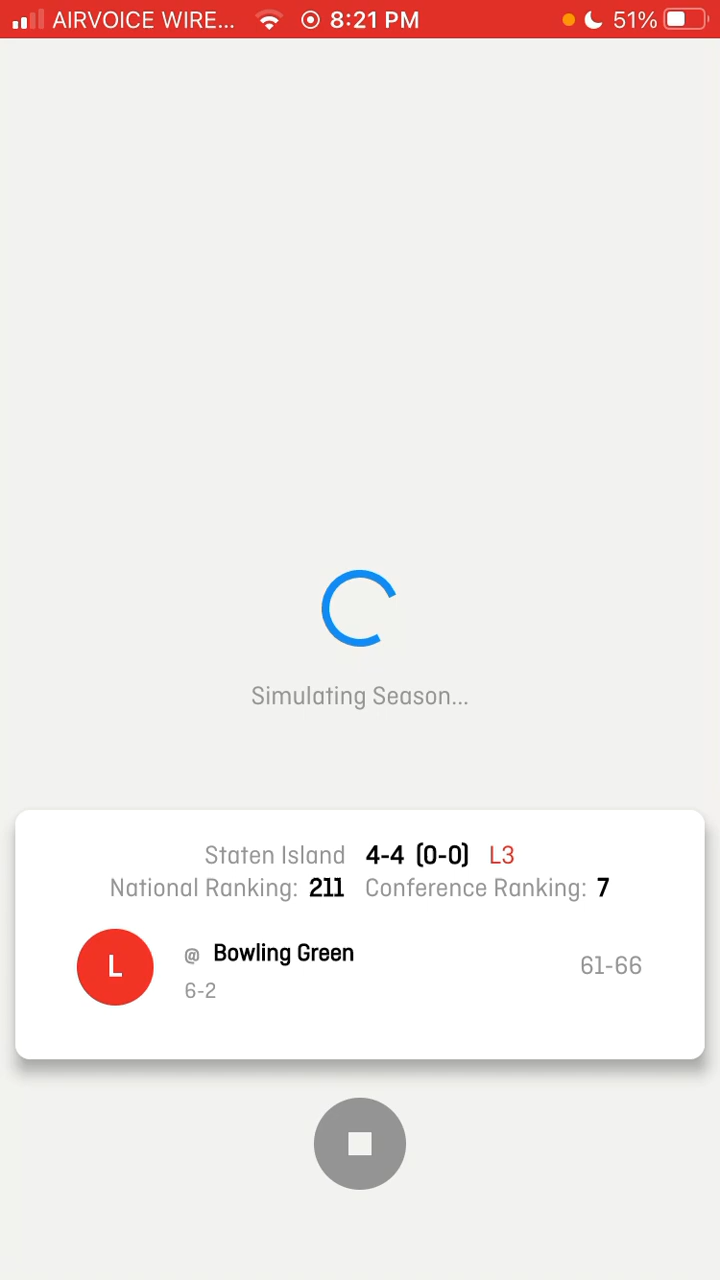 AIRVOICE WIRE... 8:21 PM 51%
Simulating Season...
Staten Island 4-4 (0-0) L3
National Ranking: 211 Conference Ranking: 7
L @ Bowling Green 61-66
6-2